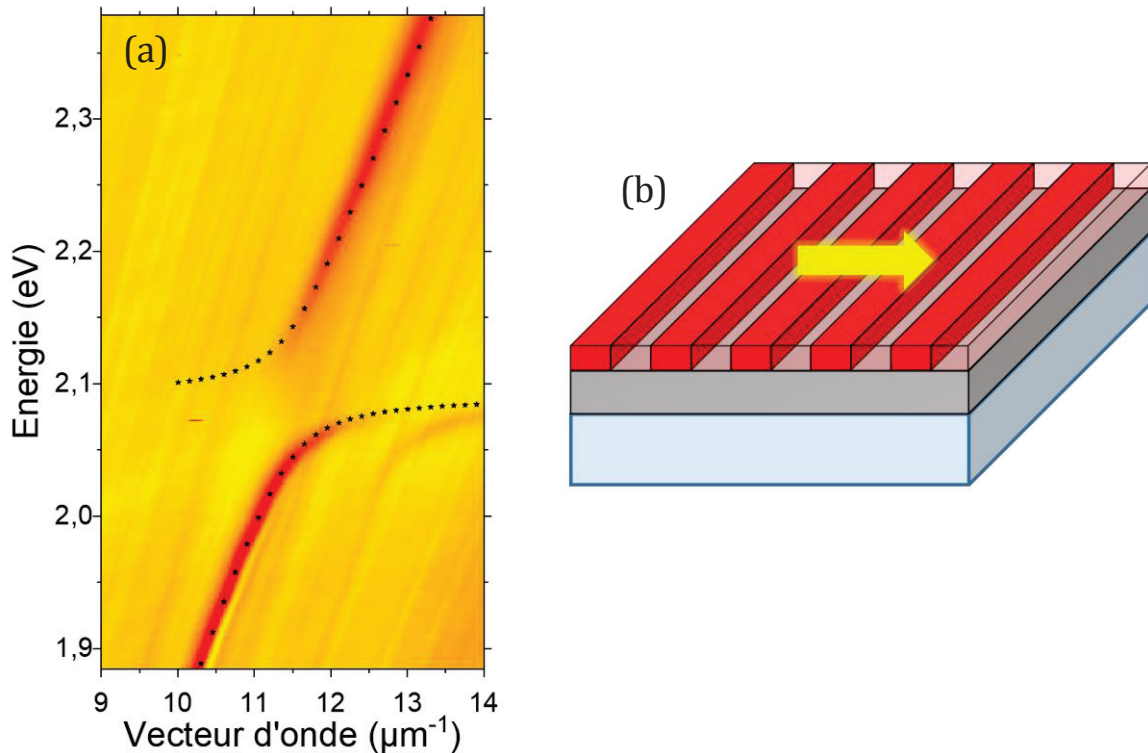 (a)
(b)
2,3
2,2
2,1
2,0
1,9
Energie (eV)
9 10 11 12 13 14
Vecteur d'onde (µm⁻¹)